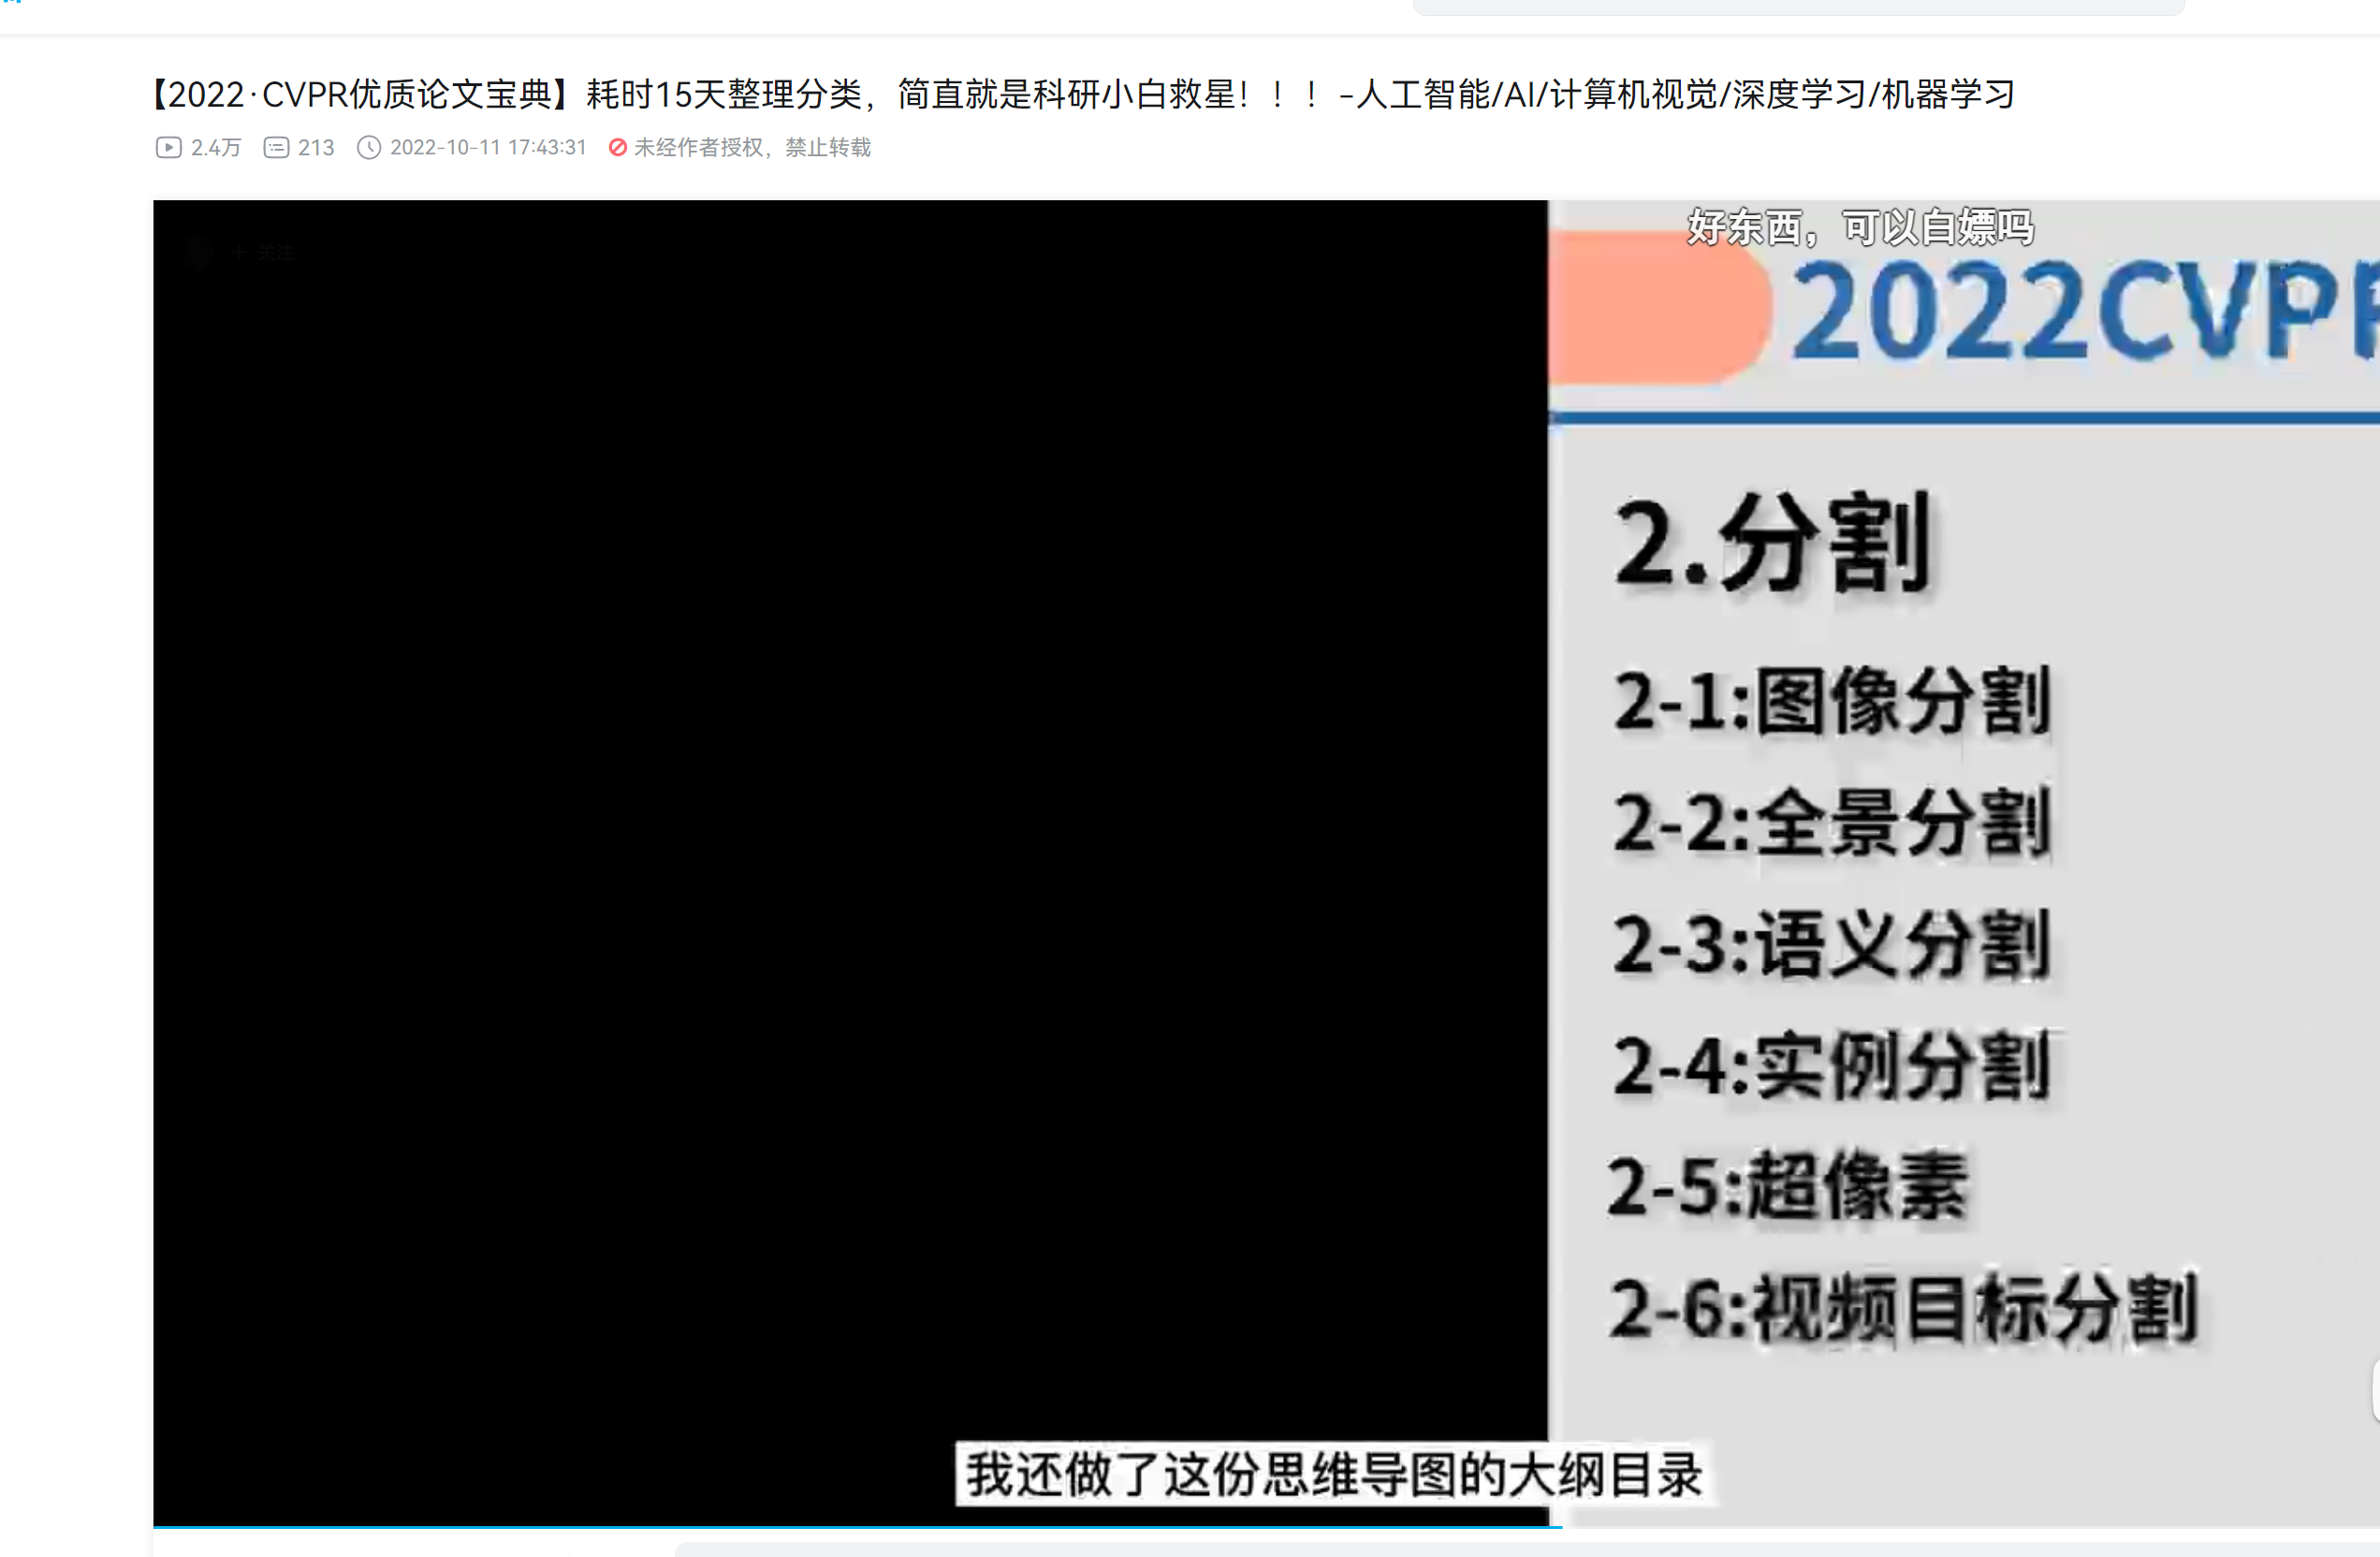 【2022·CVPR优质论文宝典】耗时15天整理分类，简直就是科研小白救星！！！-人工智能/AI/计算机视觉/深度学习/机器学习
2.4万 213 2022-10-11 17:43:31 未经作者授权，禁止转载
+ 关注
好东西，可以白嫖吗
2022CVP
2.分割
2-1:图像分割
2-2:全景分割
2-3:语义分割
2-4:实例分割
2-5:超像素
2-6:视频目标分割
我还做了这份思维导图的大纲目录